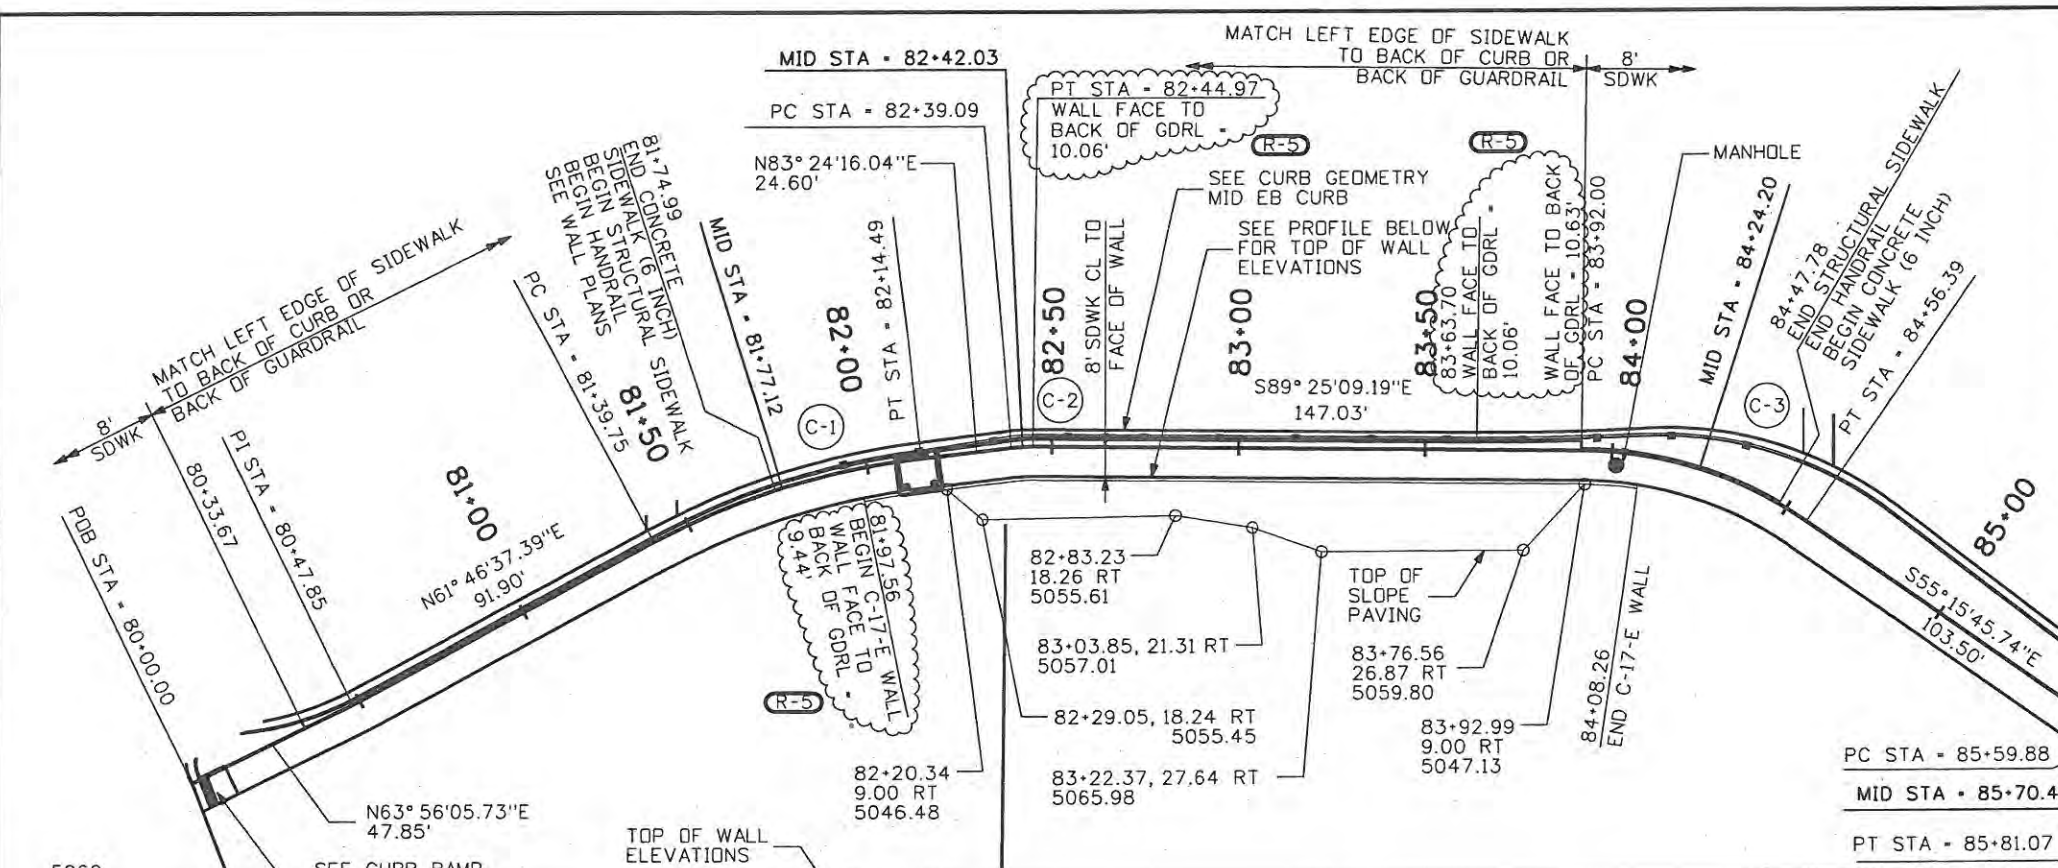 MATCH LEFT EDGE OF SIDEWALK
TO BACK OF CURB OR
BACK OF GUARDRAIL
8'
SDWK
MID STA = 82+42.03
PC STA = 82+39.09
N83° 24'16.04"E
24.60'
PT STA = 82+44.97
WALL FACE TO
BACK OF GDRL =
10.06'
R-5
R-5
SEE CURB GEOMETRY
MID EB CURB
SEE PROFILE BELOW
FOR TOP OF WALL
ELEVATIONS
MANHOLE
81+74.99
END CONCRETE
SIDEWALK (6 INCH)
BEGIN STRUCTURAL SIDEWALK
BEGIN HANDRAIL
SEE WALL PLANS
MID STA = 81+77.12
PT STA = 82+14.49
82+00
C-1
MATCH LEFT EDGE OF SIDEWALK
TO BACK OF CURB OR
BACK OF GUARDRAIL
8'
SDWK
PC STA = 81+39.75
81+50
81+00
PI STA = 80+47.85
80+33.67
POB STA = 80+00.00
N61° 46'37.39"E
91.90'
82+50
C-2
8' SDWK CL TO
FACE OF WALL
83+00
S89° 25'09.19"E
147.03'
83+50
83+63.70
WALL FACE TO
BACK OF GDRL =
10.06'
WALL FACE TO BACK
OF GDRL = 10.63'
PC STA = 83+92.00
84+00
MID STA = 84+24.20
C-3
84+47.78
END STRUCTURAL SIDEWALK
END HANDRAIL
BEGIN CONCRETE
SIDEWALK (6 INCH)
PT STA = 84+56.39
85+00
S55° 15'45.74"E
103.50'
81+97.56
BEGIN C-17-E WALL
WALL FACE TO
BACK OF GDRL =
9.44'
R-5
82+83.23
18.26 RT
5055.61
83+03.85, 21.31 RT
5057.01
82+29.05, 18.24 RT
5055.45
83+22.37, 27.64 RT
5065.98
82+20.34
9.00 RT
5046.48
TOP OF
SLOPE
PAVING
83+76.56
26.87 RT
5059.80
83+92.99
9.00 RT
5047.13
84+08.26
END C-17-E WALL
PC STA = 85+59.88
MID STA = 85+70.4
PT STA = 85+81.07
N63° 56'05.73"E
47.85'
TOP OF WALL
ELEVATIONS
SEE CURB RAMP